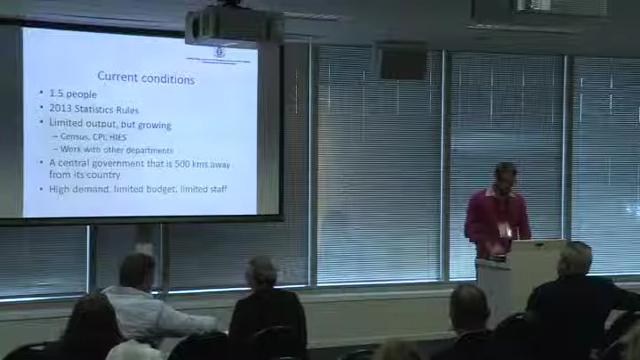 Current conditions
• 1.5 people
• 2013 Statistics Rules
• Limited output, but growing
– Census, CPI, HIES
– Work with other departments
• A central government that is 500 kms away
from its country
• High demand, limited budget, limited staff